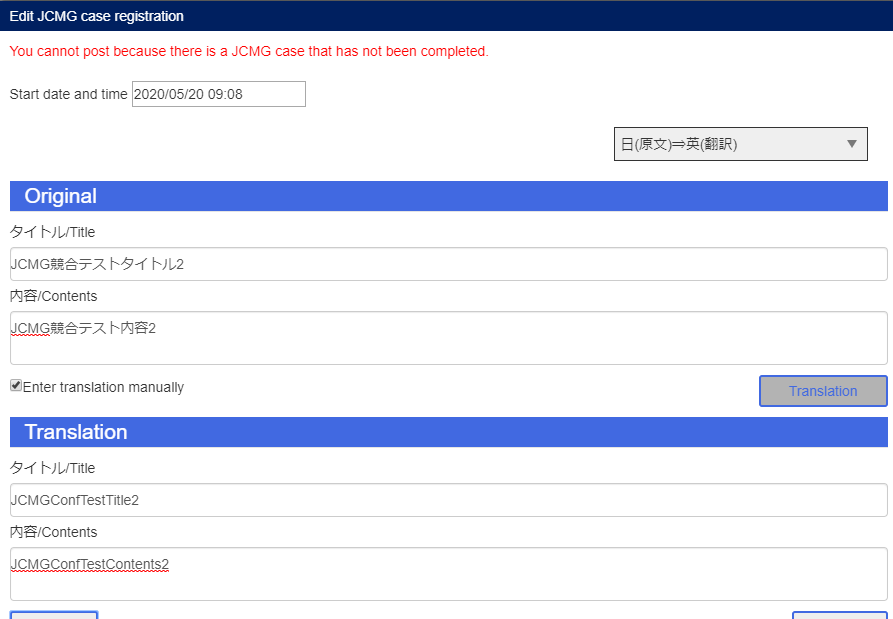 Edit JCMG case registration
You cannot post because there is a JCMG case that has not been completed.
Start date and time 2020/05/20 09:08
日(原文)⇒英(翻訳)
Original
タイトル/Title
JCMG競合テストタイトル2
内容/Contents
JCMG競合テスト内容2
Enter translation manually
Translation
Translation
タイトル/Title
JCMGConfTestTitle2
内容/Contents
JCMGConfTestContents2